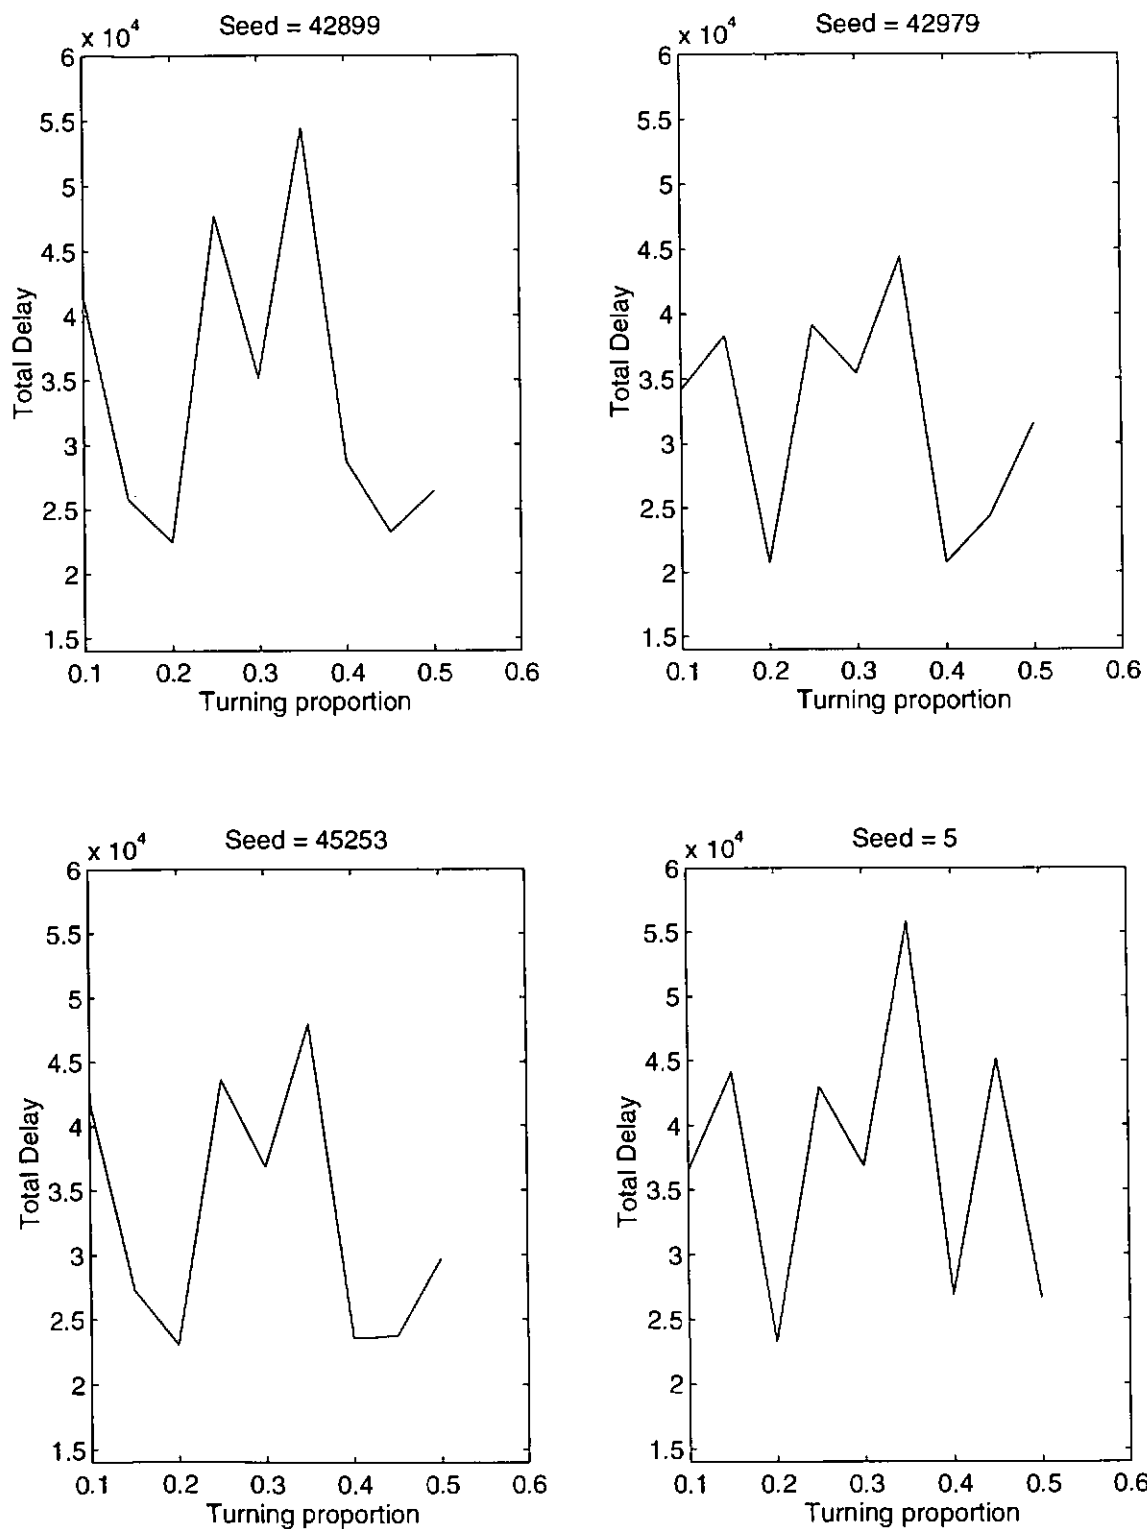 Seed = 42899
x 10^4
6
5.5
5
4.5
4
3.5
3
2.5
2
1.5
Total Delay
0.1 0.2 0.3 0.4 0.5 0.6
Turning proportion
Seed = 42979
x 10^4
6
5.5
5
4.5
4
3.5
3
2.5
2
1.5
Total Delay
0.1 0.2 0.3 0.4 0.5 0.6
Turning proportion
Seed = 45253
x 10^4
6
5.5
5
4.5
4
3.5
3
2.5
2
1.5
Total Delay
0.1 0.2 0.3 0.4 0.5 0.6
Turning proportion
Seed = 5
x 10^4
6
5.5
5
4.5
4
3.5
3
2.5
2
1.5
Total Delay
0.1 0.2 0.3 0.4 0.5 0.6
Turning proportion